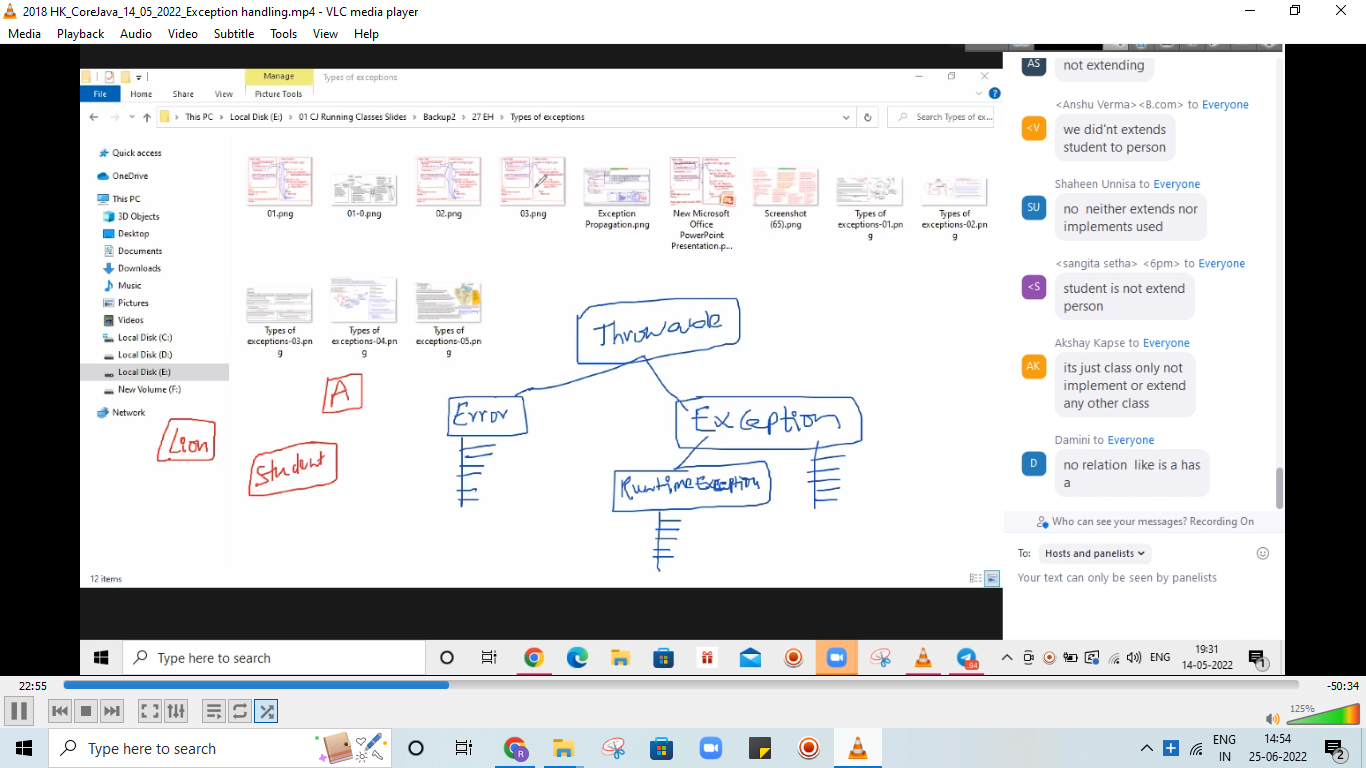 2018 HK_CoreJava_14_05_2022_Exception handling.mp4 - VLC media player
Media Playback Audio Video Subtitle Tools View Help
Manage Types of exceptions
File Home Share View Picture Tools
This PC Local Disk (E:) 01 CJ Running Classes Slides Backup2 27 EH Types of exceptions Search Types of ex...
Quick access
OneDrive
This PC
3D Objects
Desktop
Documents
Downloads
Music
Pictures
Videos
Local Disk (C:)
Local Disk (D:)
Local Disk (E:)
New Volume (F:)
Network
01.png
01-0.png
02.png
03.png
Exception
Propagation.png
New Microsoft
Office
PowerPoint
Presentation.p...
Screenshot
(65).png
Types of
exceptions-01.pn
g
Types of
exceptions-02.pn
g
Types of
exceptions-03.pn
g
Types of
exceptions-04.pn
g
Types of
exceptions-05.pn
g
Throwable
Error
Exception
RuntimeException
A
Lion
Student
12 items
AS
not extending
<Anshu Verma><B.com> to Everyone
<V
we did'nt extends
student to person
Shaheen Unnisa to Everyone
SU
no neither extends nor
implements used
<sangita setha> <6pm> to Everyone
<S
student is not extend
person
Akshay Kapse to Everyone
AK
its just class only not
implement or extend
any other class
Damini to Everyone
D
no relation like is a has
a
Who can see your messages? Recording On
To: Hosts and panelists
Your text can only be seen by panelists
Type here to search
94
ENG
19:31
14-05-2022
1
22:55
-50:34
125%
Type here to search
R
ENG
IN
14:54
25-06-2022
2